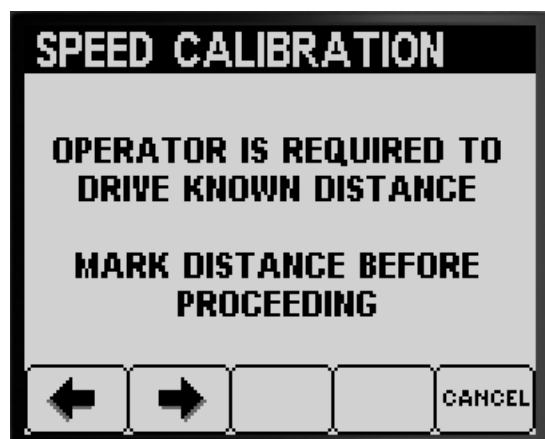 SPEED CALIBRATION
OPERATOR IS REQUIRED TO
DRIVE KNOWN DISTANCE
MARK DISTANCE BEFORE
PROCEEDING
CANCEL